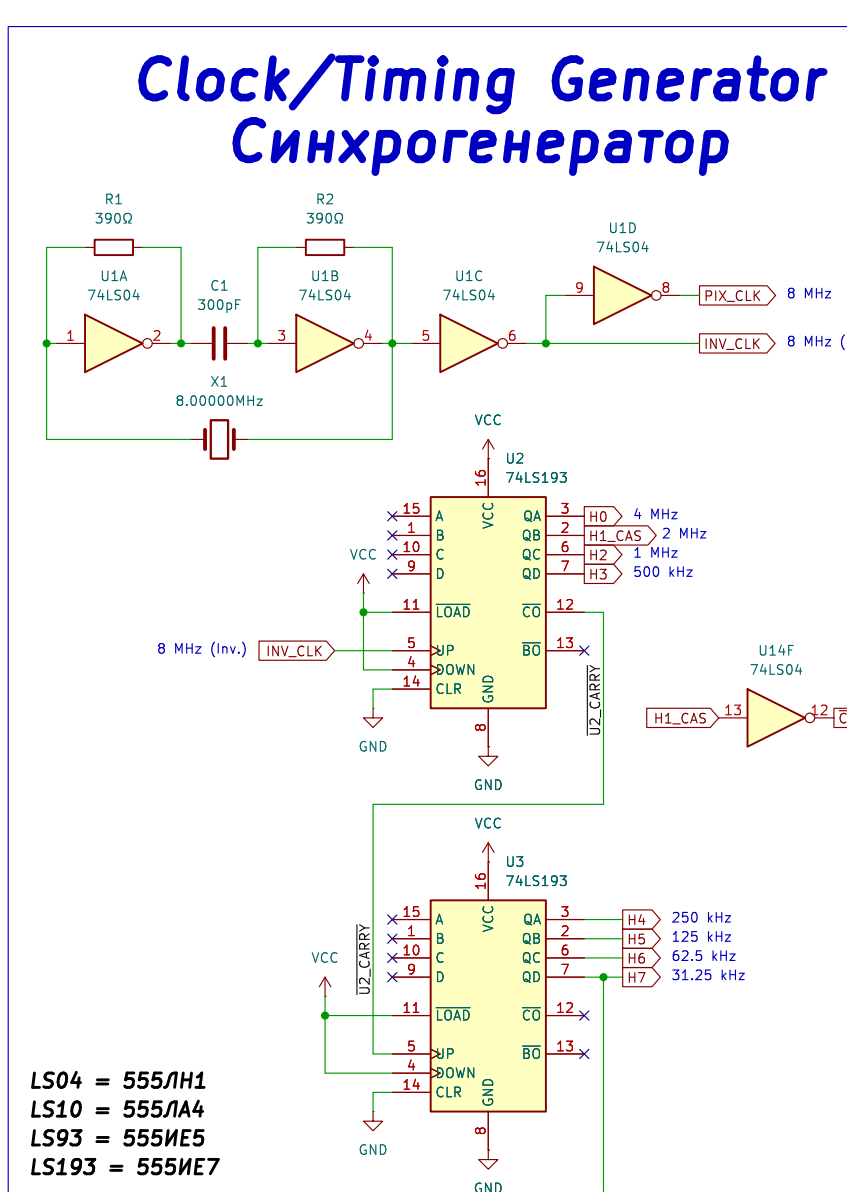 Clock/Timing Generator
Синхрогенератор
R1
390Ω
R2
390Ω
U1A
74LS04
C1
300pF
U1B
74LS04
U1C
74LS04
U1D
74LS04
1
2
3
4
5
6
9
8
PIX_CLK
8 MHz
INV_CLK
8 MHz (
X1
8.00000MHz
VCC
16
U2
74LS193
VCC
15
A
QA
3
H0
4 MHz
1
B
QB
2
H1_CAS
2 MHz
10
C
QC
6
H2
1 MHz
9
D
QD
7
H3
500 kHz
VCC
11
LOAD
CO
12
8 MHz (Inv.)
INV_CLK
5
UP
BO
13
4
DOWN
14
CLR
GND
8
GND
GND
U2_CARRY
U14F
74LS04
H1_CAS
13
12
C
VCC
16
U3
74LS193
VCC
15
A
QA
3
H4
250 kHz
1
B
QB
2
H5
125 kHz
10
C
QC
6
H6
62.5 kHz
9
D
QD
7
H7
31.25 kHz
U2_CARRY
VCC
11
LOAD
CO
12
5
UP
BO
13
4
DOWN
14
CLR
GND
8
GND
GND
LS04 = 555ЛН1
LS10 = 555ЛА4
LS93 = 555ИЕ5
LS193 = 555ИЕ7